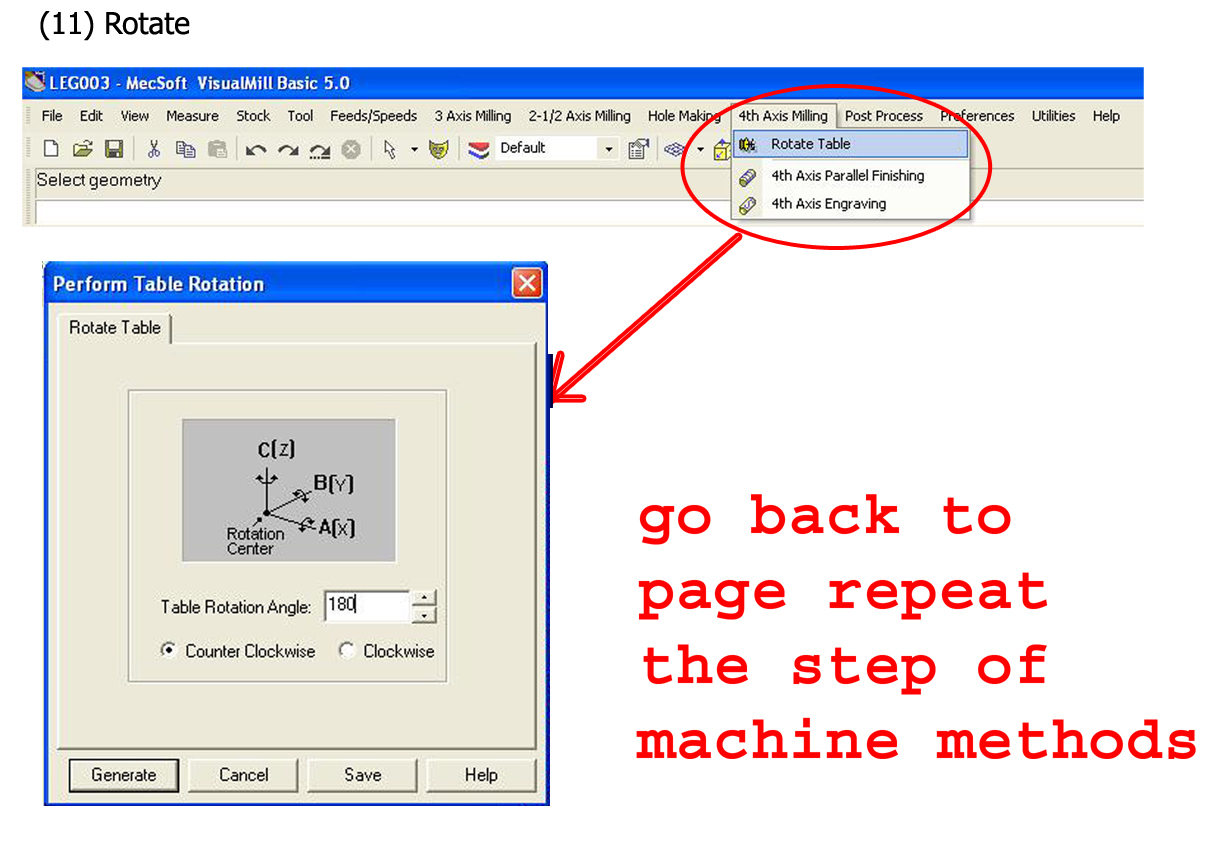 (11) Rotate
LEG003 - MecSoft VisualMill Basic 5.0
File Edit View Measure Stock Tool Feeds/Speeds 3 Axis Milling 2-1/2 Axis Milling Hole Making 4th Axis Milling Post Process Preferences Utilities Help
Default
Rotate Table
Select geometry
4th Axis Parallel Finishing
4th Axis Engraving
Perform Table Rotation
Rotate Table
C(Z)
B(Y)
A(X)
Rotation
Center
Table Rotation Angle: 180
Counter Clockwise Clockwise
Generate Cancel Save Help
go back to
page repeat
the step of
machine methods